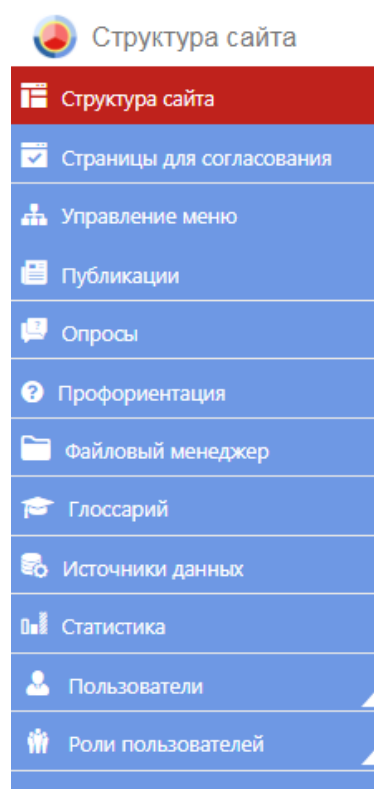 Структура сайта
Структура сайта
Страницы для согласования
Управление меню
Публикации
Опросы
Профориентация
Файловый менеджер
Глоссарий
Источники данных
Статистика
Пользователи
Роли пользователей